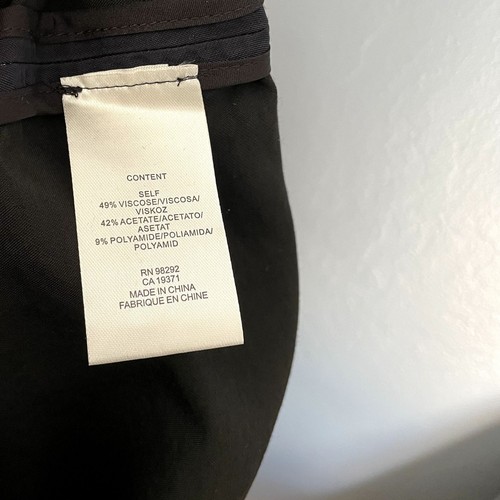 CONTENT
SELF
49% VISCOSE/VISCOSA/
VISKOZ
42% ACETATE/ACETATO/
ASETAT
9% POLYAMIDE/POLIAMIDA/
POLYAMID
RN 98292
CA 19371
MADE IN CHINA
FABRIQUE EN CHINE